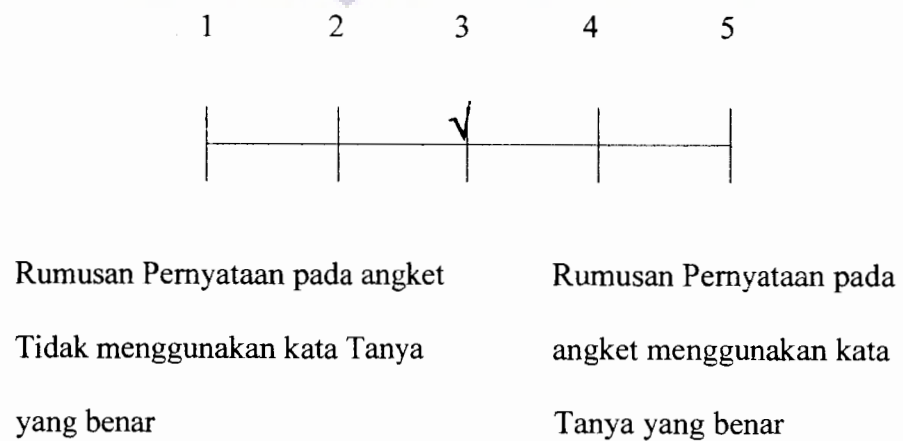 1 2 3 4 5
√
Rumusan Pernyataan pada angket
Tidak menggunakan kata Tanya
yang benar
Rumusan Pernyataan pada
angket menggunakan kata
Tanya yang benar